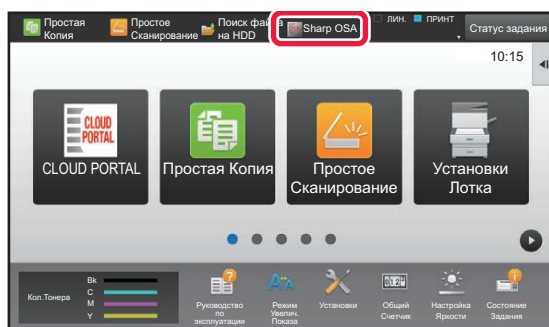 Простая
Копия
Простое
Сканирование
Поиск файла
на HDD
Sharp OSA
ЛИН.
ПРИНТ
Статус задания
10:15
CLOUD
PORTAL
CLOUD PORTAL
Простая Копия
Простое
Сканирование
Установки
Лотка
Кол.Тонера
Bk
C
M
Y
Руководство
по
эксплуатации
Режим
Увелич.
Показа
Установки
Общий
Счетчик
Настройка
Яркости
Состояние
Задания